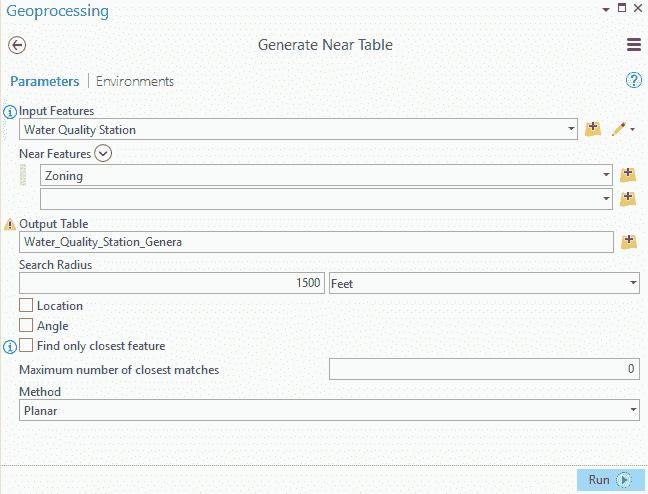 Geoprocessing
Generate Near Table
Parameters | Environments
Input Features
Water Quality Station
Near Features
Zoning
Output Table
Water_Quality_Station_Genera
Search Radius
1500 Feet
Location
Angle
Find only closest feature
Maximum number of closest matches 0
Method
Planar
Run